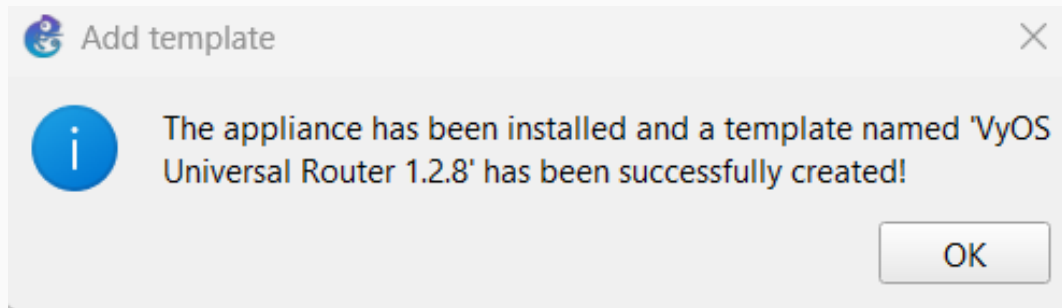 Add template
The appliance has been installed and a template named 'VyOS
Universal Router 1.2.8' has been successfully created!
OK